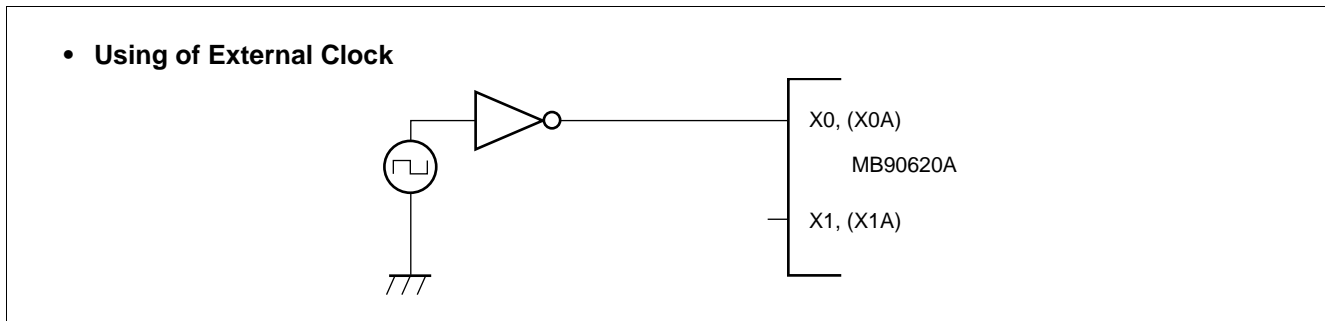 • Using of External Clock
X0, (X0A)
MB90620A
X1, (X1A)